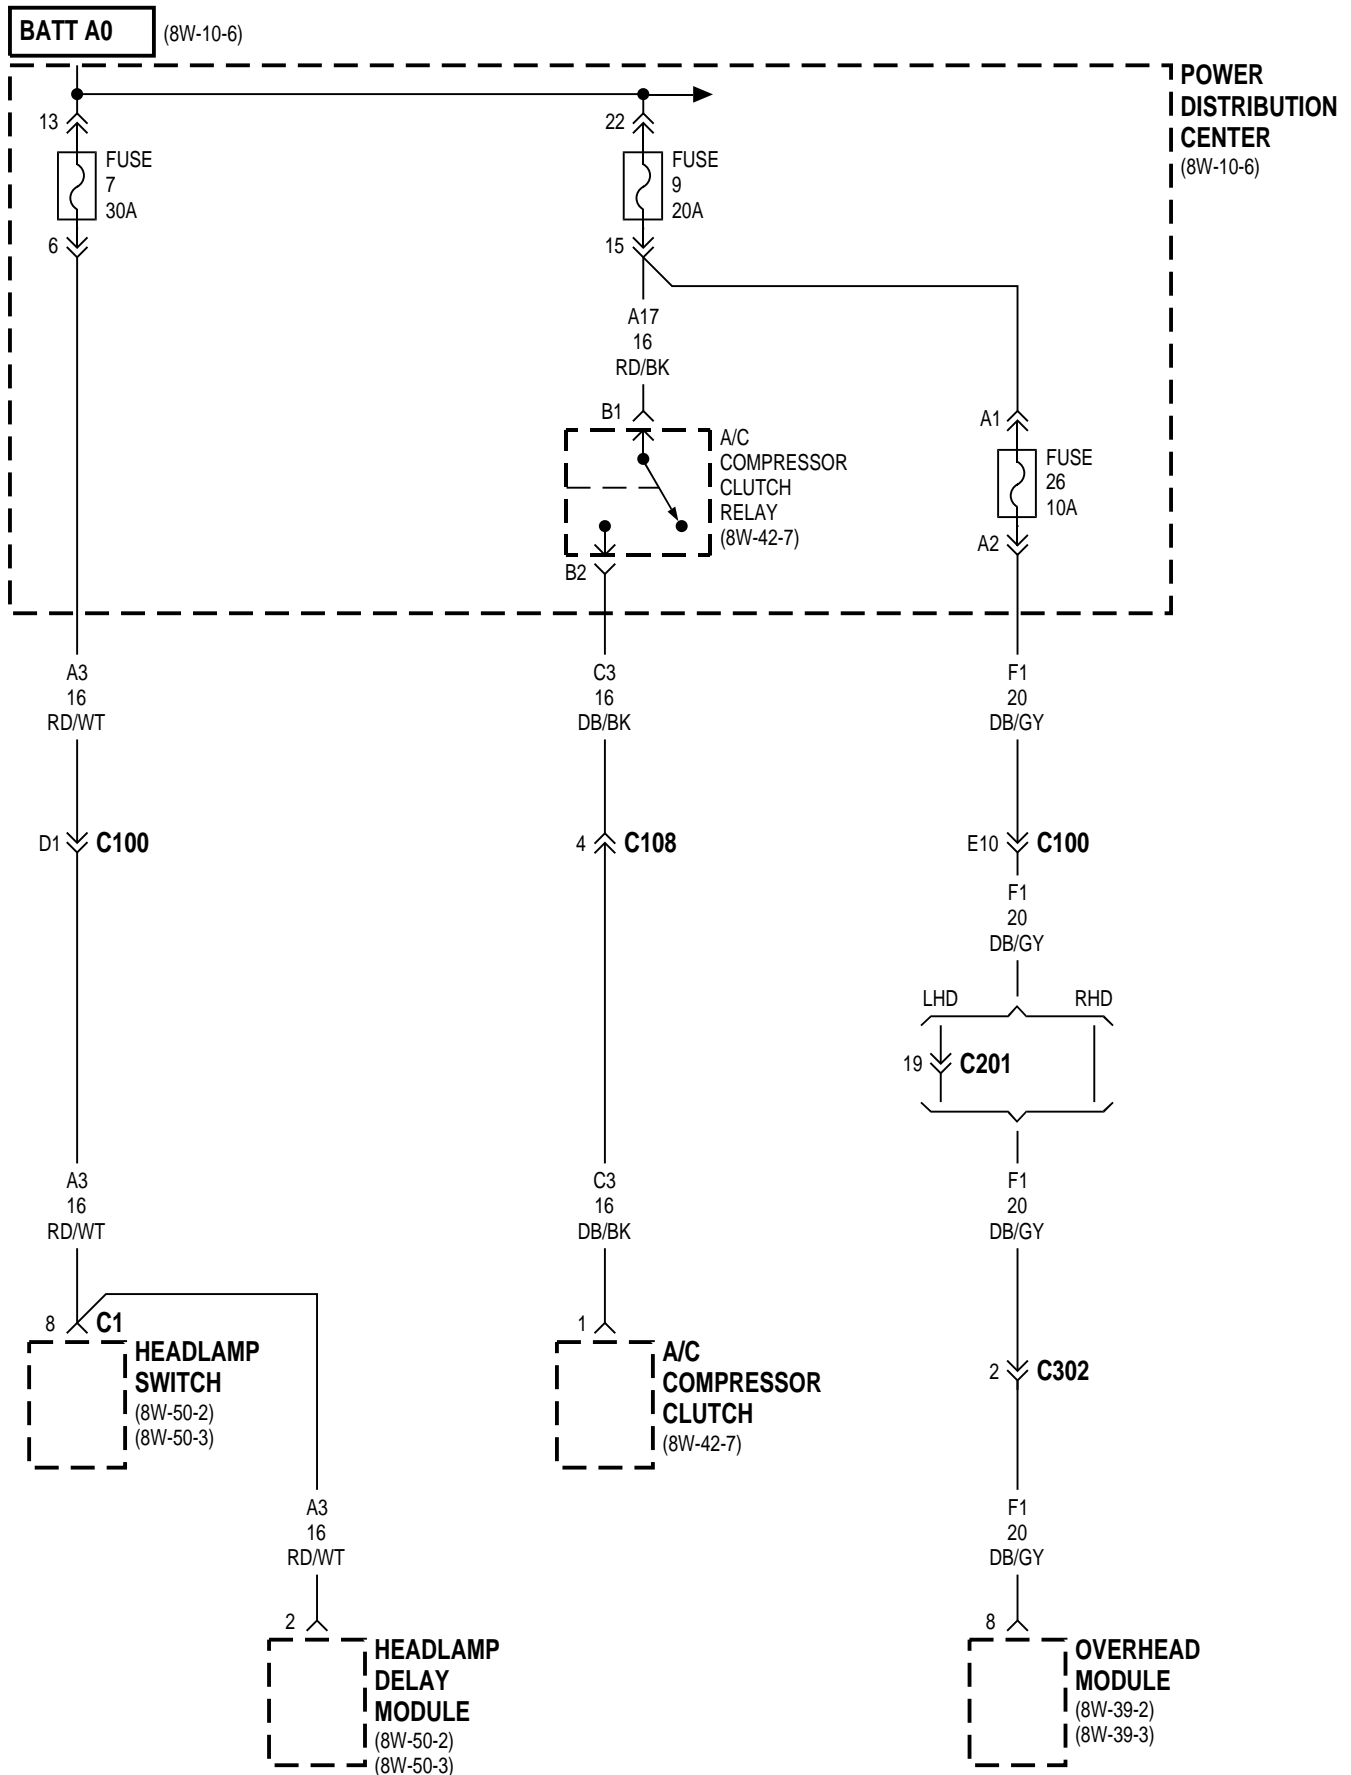 BATT A0 (8W-10-6)
POWER
DISTRIBUTION
CENTER
(8W-10-6)
13
FUSE
7
30A
6
22
FUSE
9
20A
15
A17
16
RD/BK
B1
A/C
COMPRESSOR
CLUTCH
RELAY
(8W-42-7)
B2
A1
FUSE
26
10A
A2
A3
16
RD/WT
C3
16
DB/BK
F1
20
DB/GY
D1 C100
4 C108
E10 C100
F1
20
DB/GY
LHD RHD
19 C201
A3
16
RD/WT
C3
16
DB/BK
F1
20
DB/GY
8 C1
HEADLAMP
SWITCH
(8W-50-2)
(8W-50-3)
1
A/C
COMPRESSOR
CLUTCH
(8W-42-7)
2 C302
A3
16
RD/WT
F1
20
DB/GY
2
HEADLAMP
DELAY
MODULE
(8W-50-2)
(8W-50-3)
8
OVERHEAD
MODULE
(8W-39-2)
(8W-39-3)